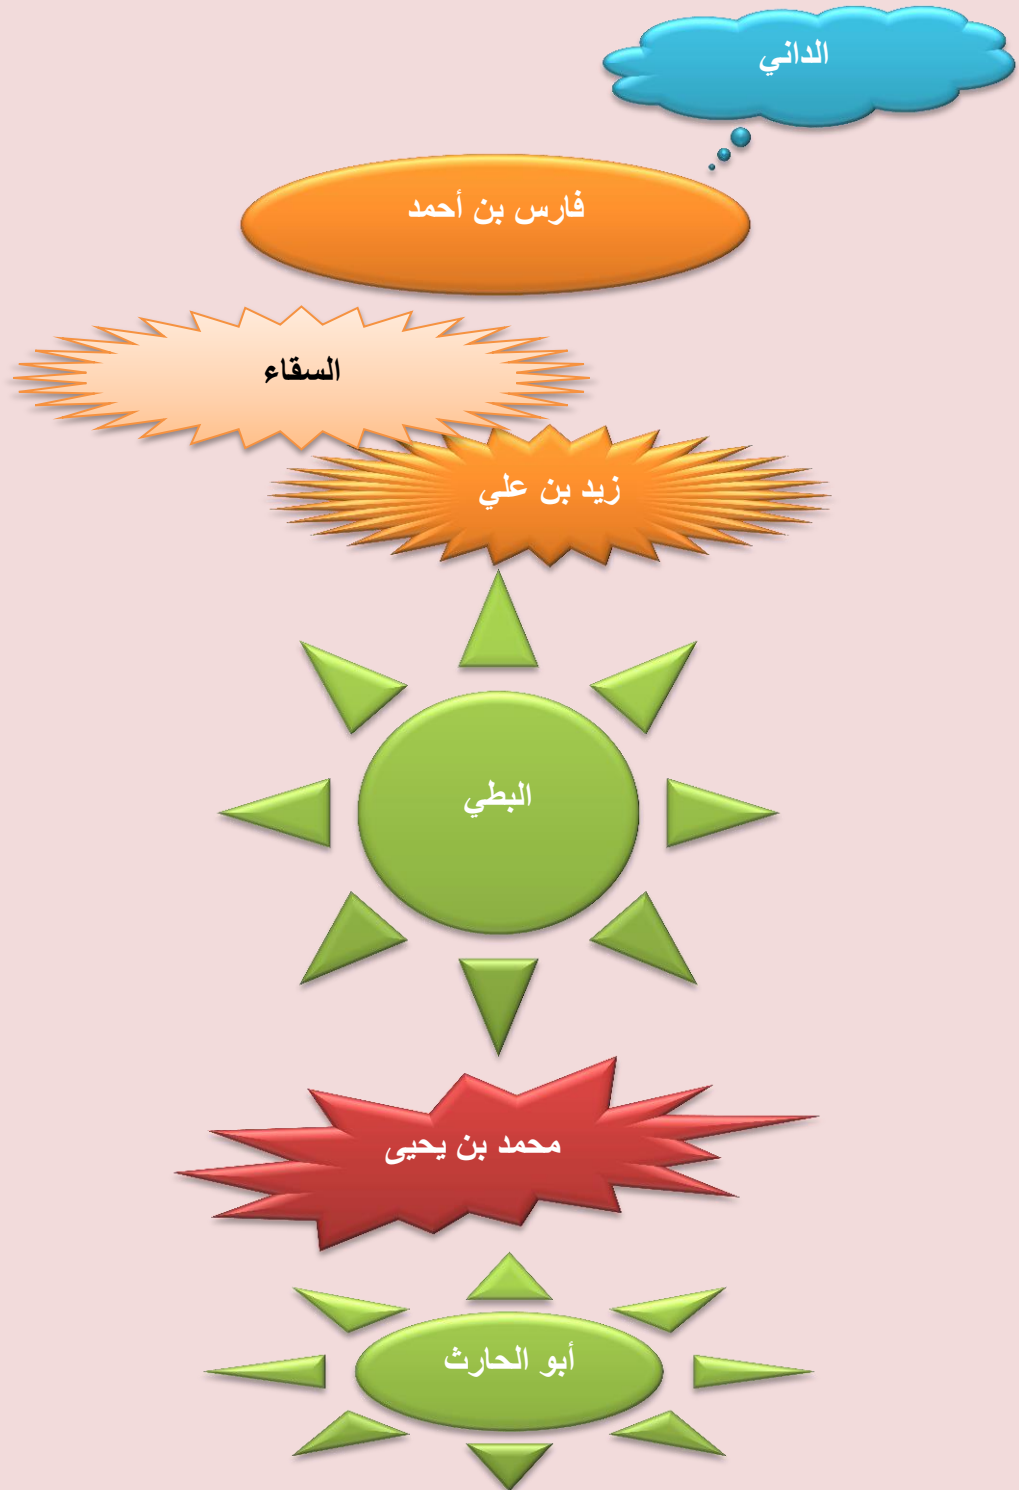 الداني
فارس بن أحمد
السقاء
زيد بن علي
البطي
محمد بن يحيى
أبو الحارث